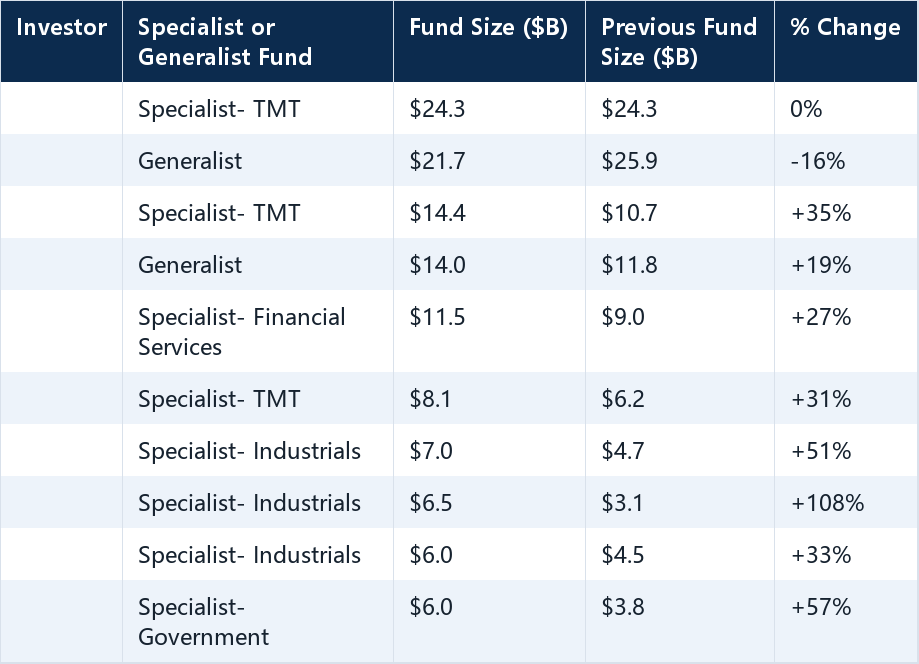 Investor Specialist or Fund Size ($B) Previous Fund % Change
Generalist Fund Size ($B)
Specialist- TMT $24.3 $24.3 0%
Generalist $21.7 $25.9 -16%
Specialist- TMT $14.4 $10.7 +35%
Generalist $14.0 $11.8 +19%
Specialist- Financial $11.5 $9.0 +27%
Services
Specialist- TMT $8.1 $6.2 +31%
Specialist- Industrials $7.0 $4.7 +51%
Specialist- Industrials $6.5 $3.1 +108%
Specialist- Industrials $6.0 $4.5 +33%
Specialist- $6.0 $3.8 +57%
Government